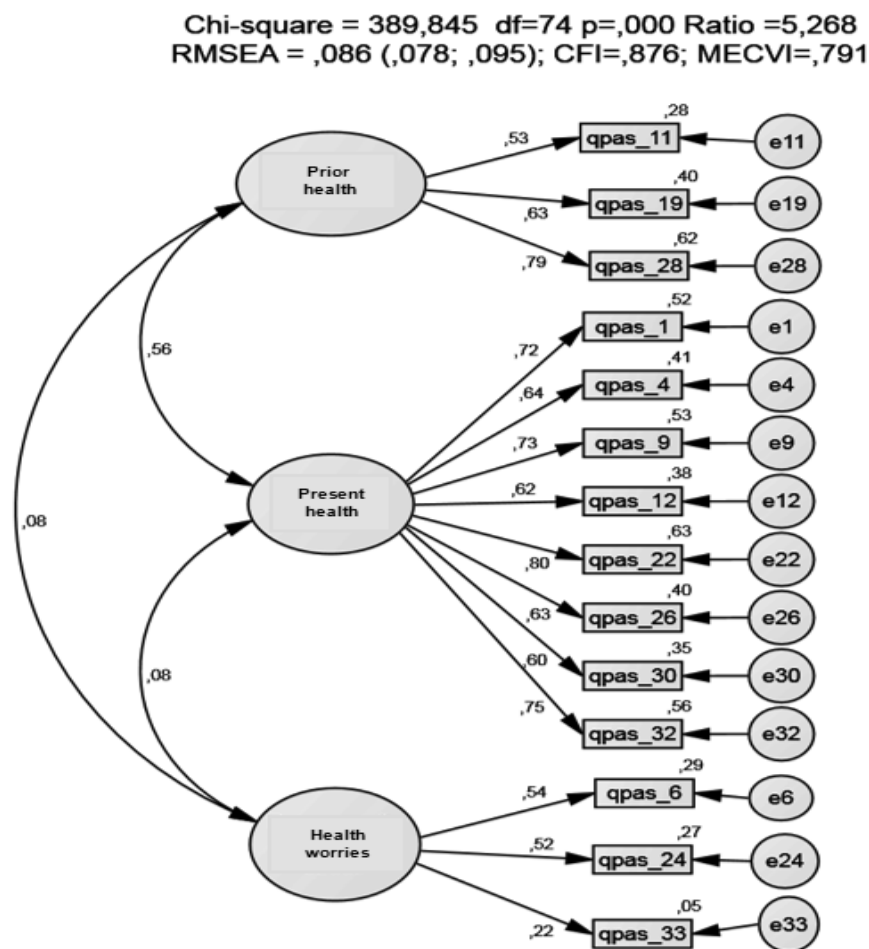 Chi-square = 389,845 df=74 p=,000 Ratio =5,268
RMSEA = ,086 (,078; ,095); CFI=,876; MECVI=,791
Prior
health
,53
,28
qpas_11
e11
,63
,40
qpas_19
e19
,79
,62
qpas_28
e28
,56
,08
Present
health
,72
,52
qpas_1
e1
,64
,41
qpas_4
e4
,73
,53
qpas_9
e9
,62
,38
qpas_12
e12
,80
,63
qpas_22
e22
,63
,40
qpas_26
e26
,60
,35
qpas_30
e30
,75
,56
qpas_32
e32
,08
Health
worries
,54
,29
qpas_6
e6
,52
,27
qpas_24
e24
,22
,05
qpas_33
e33